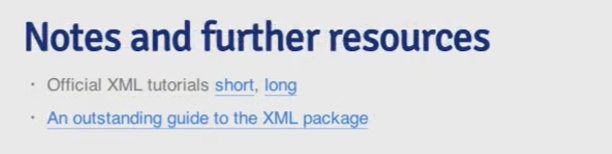 Notes and further resources
· Official XML tutorials short, long
· An outstanding guide to the XML package